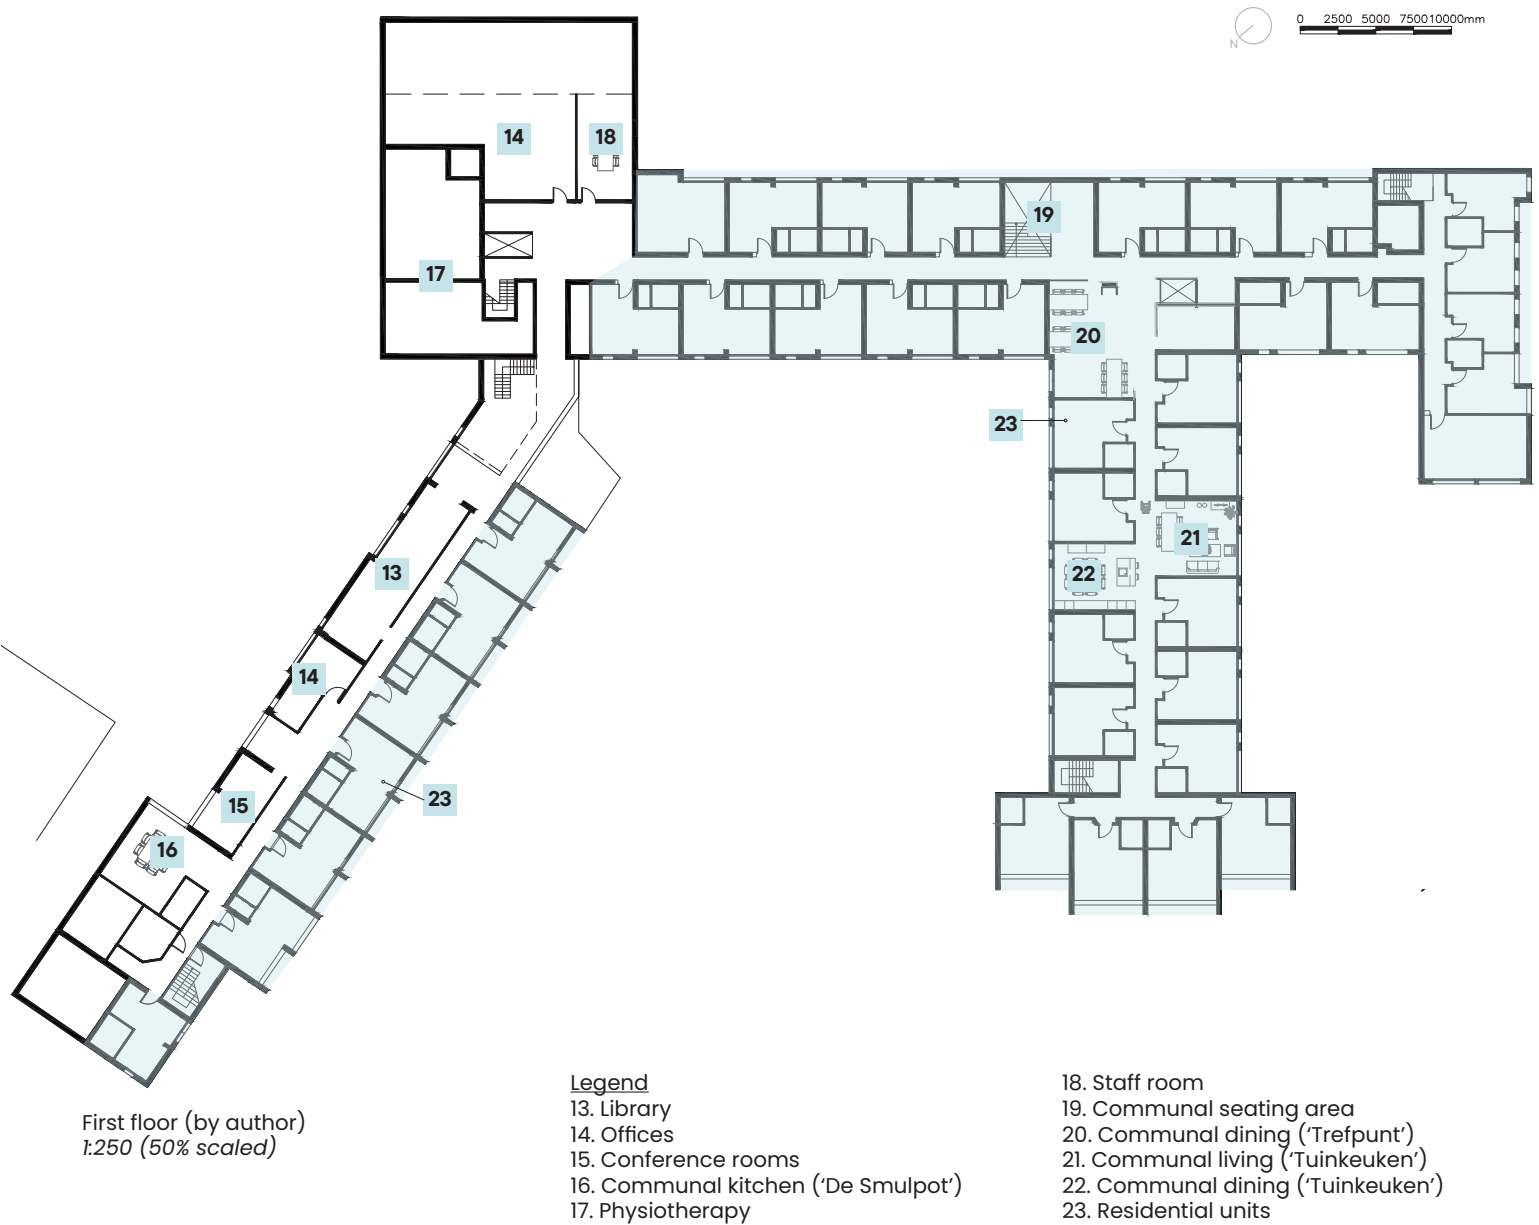 0 2500 5000 7500 10000mm
N
14
18
19
17
20
23
21
22
13
14
23
15
16
First floor (by author)
1:250 (50% scaled)
Legend
13. Library
14. Offices
15. Conference rooms
16. Communal kitchen (‘De Smulpot’)
17. Physiotherapy
18. Staff room
19. Communal seating area
20. Communal dining (‘Trefpunt’)
21. Communal living (‘Tuinkeuken’)
22. Communal dining (‘Tuinkeuken’)
23. Residential units